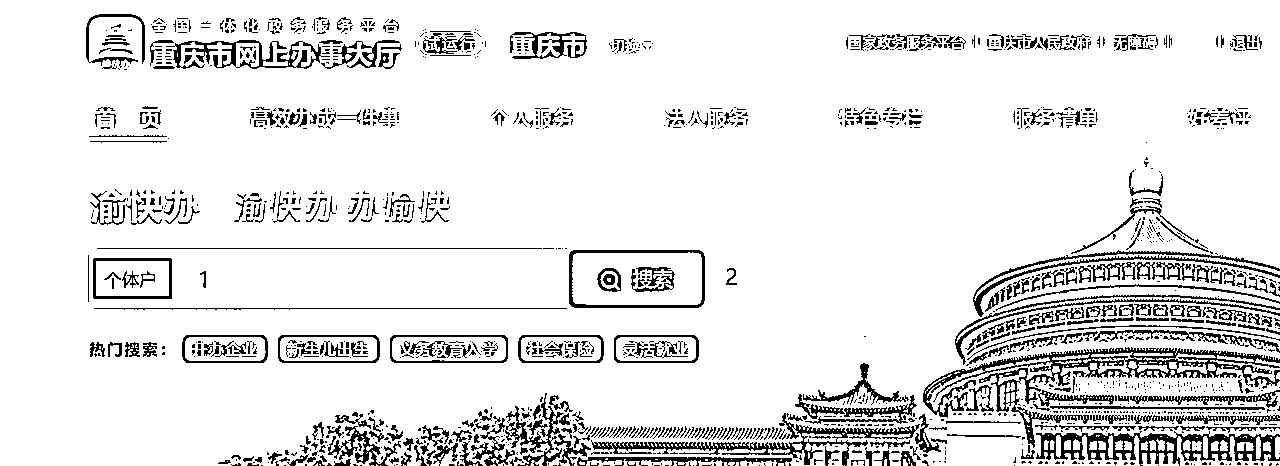 全国一体化政务服务平台
重庆市网上办事大厅 试运行 重庆市 切换
国家政务服务平台 重庆市人民政府 无障碍 退出
首页 高效办成一件事 个人服务 法人服务 特色专栏 服务清单 好差评
渝快办 渝快办 办愉快
个体户 1 搜索 2
热门搜索： 开办企业 新生儿出生 义务教育入学 社会保险 灵活就业